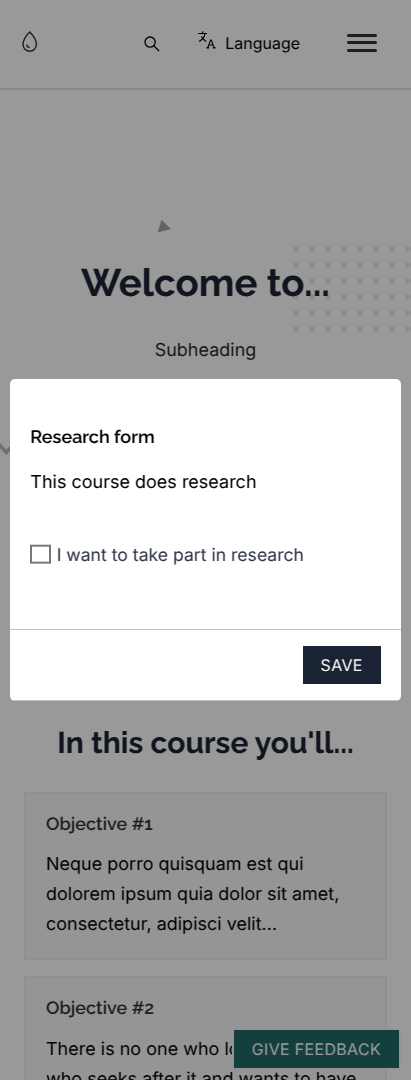 Language
Welcome to...
Subheading
Research form
This course does research
I want to take part in research
SAVE
In this course you'll...
Objective #1
Neque porro quisquam est qui
dolorem ipsum quia dolor sit amet,
consectetur, adipisci velit...
Objective #2
There is no one who
GIVE FEEDBACK
who seeks after it and wants to have